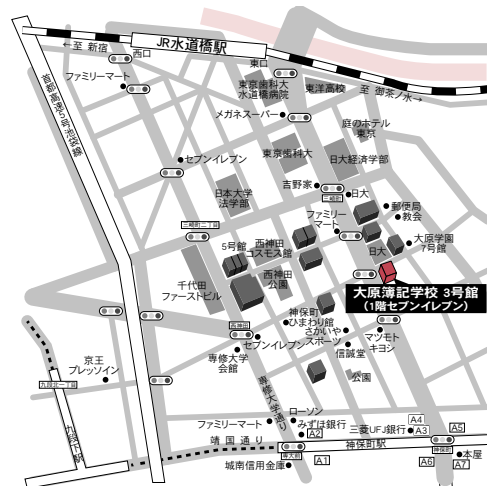 JR水道橋駅
←至 新宿
西口
東口
ファミリーマート
首都高速5号池袋線
東京歯科大
水道橋病院
東洋高校
至 御茶ノ水→
メガネスーパー
庭のホテル
東京
セブンイレブン
東京歯科大
日大経済学部
日本大学
法学部
吉野家
三崎町
日大
郵便局
教会
ファミリー
マート
三崎町二丁目
5号館
西神田
コスモス館
日大
大原学園
7号館
千代田
ファーストビル
西神田
公園
大原簿記学校 3号館
(1階セブンイレブン)
神保町
ひまわり館
さかいや
スポーツ
マツモト
キヨシ
西神田
セブンイレブン
専修大学
会館
信誠堂
京王
プレッソイン
九段北一丁目
公園
専修大学通り
九段下駅
ファミリーマート
ローソン
みずほ銀行
A2
三菱UFJ銀行
A4
A3
A5
靖国通り
専大前
神保町駅
神保町
本屋
城南信用金庫
A1
A6
A7